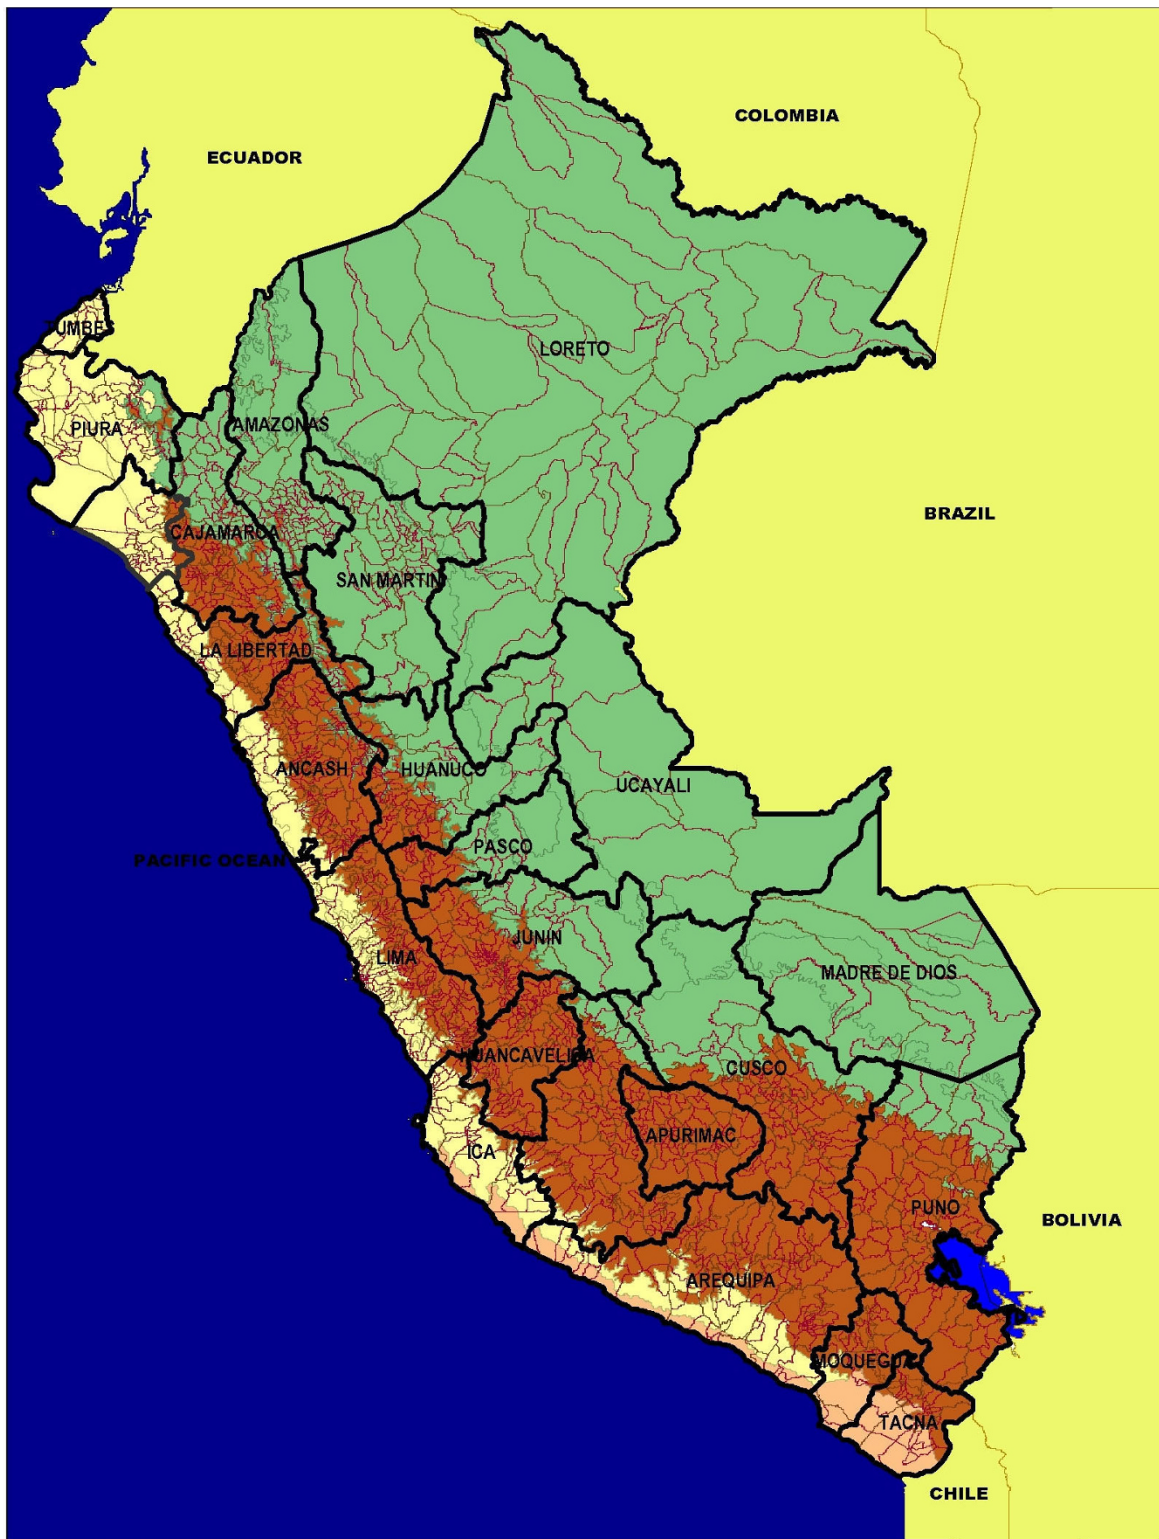 COLOMBIA
ECUADOR
TUMBES
LORETO
PIURA
AMAZONAS
BRAZIL
CAJAMARCA
SAN MARTIN
LA LIBERTAD
ANCASH
HUANUCO
UCAYALI
PASCO
PACIFIC OCEAN
JUNIN
LIMA
MADRE DE DIOS
HUANCAVELICA
CUSCO
APURIMAC
ICA
PUNO
BOLIVIA
AREQUIPA
MOQUEGUA
TACNA
CHILE